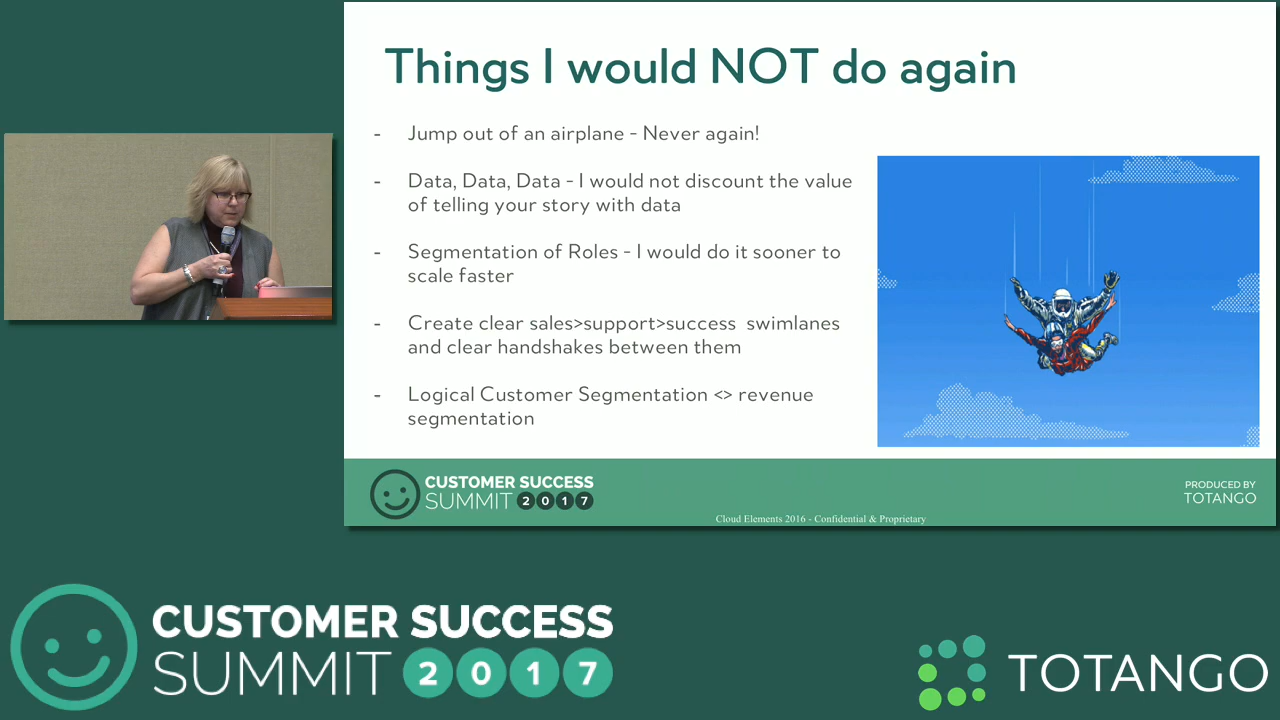 Things I would NOT do again
- Jump out of an airplane - Never again!
- Data, Data, Data - I would not discount the value
of telling your story with data
- Segmentation of Roles - I would do it sooner to
scale faster
- Create clear sales>support>success  swimlanes
and clear handshakes between them
- Logical Customer Segmentation <> revenue
segmentation
CUSTOMER SUCCESS
SUMMIT 2017
PRODUCED BY
TOTANGO
Cloud Elements 2016 - Confidential & Proprietary
CUSTOMER SUCCESS
SUMMIT 2017
TOTANGO